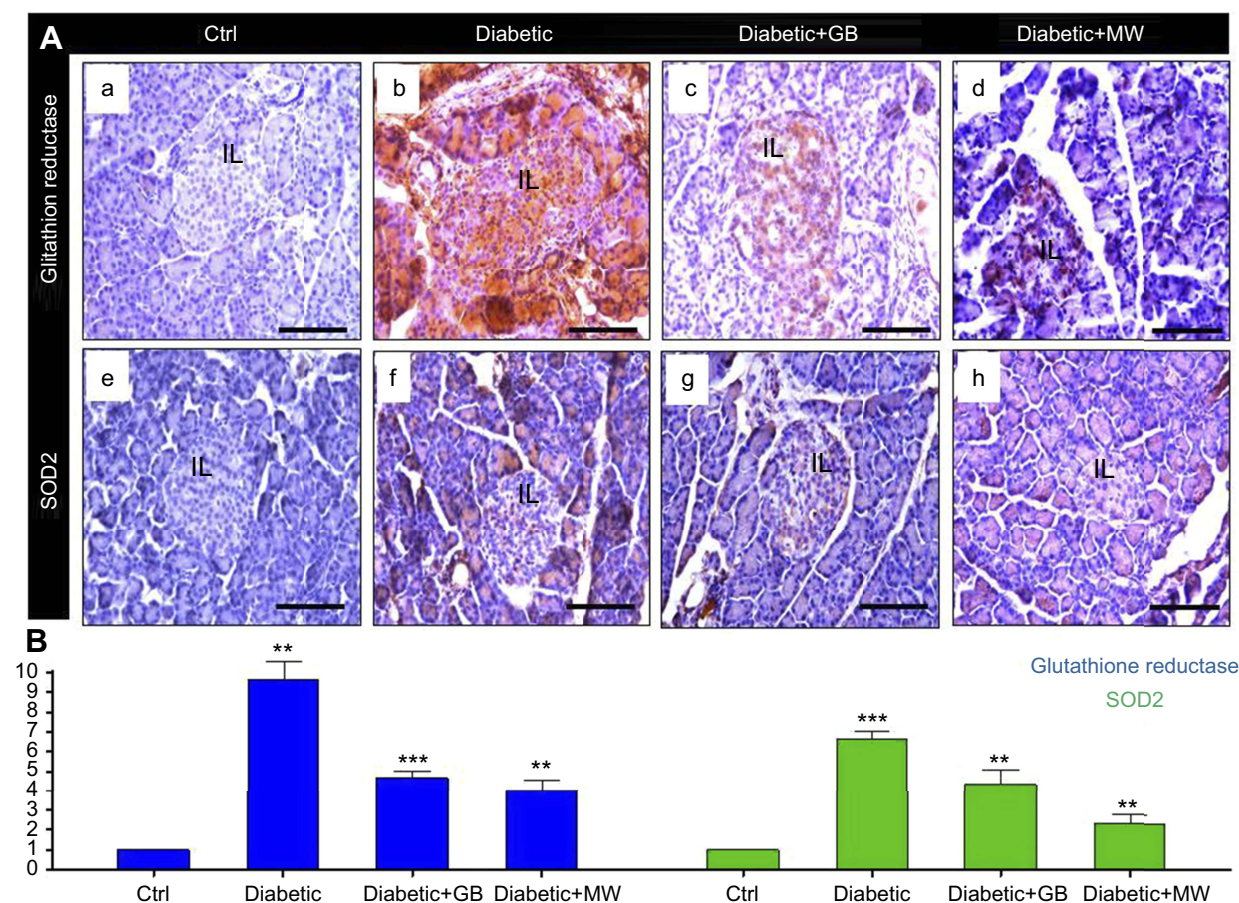 A
Ctrl
Diabetic
Diabetic+GB
Diabetic+MW
Glitathion reductase
a
IL
b
IL
c
IL
d
IL
SOD2
e
IL
f
IL
g
IL
h
IL
B
Glutathione reductase
SOD2
10
9
8
7
6
5
4
3
2
1
0
**
***
**
***
**
**
Ctrl
Diabetic
Diabetic+GB
Diabetic+MW
Ctrl
Diabetic
Diabetic+GB
Diabetic+MW